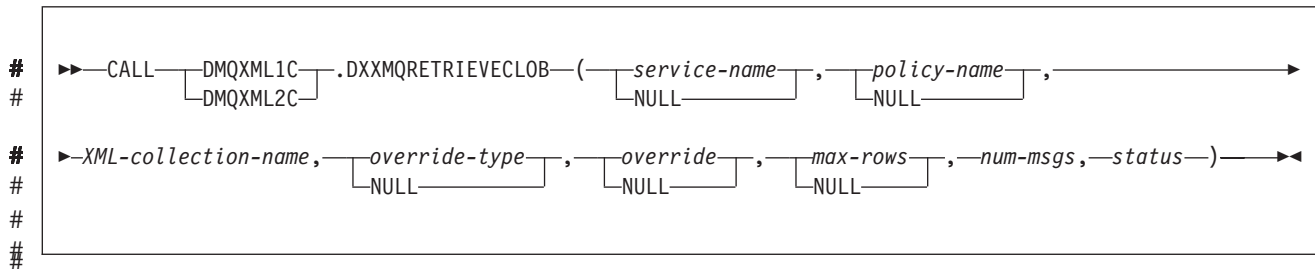 # CALL DMQXML1C .DXXMQRETRIEVECLOB ( service-name , policy-name ,
# DMQXML2C NULL NULL
# XML-collection-name, override-type , override , max-rows , num-msgs, status )
# NULL NULL NULL
#
#
#